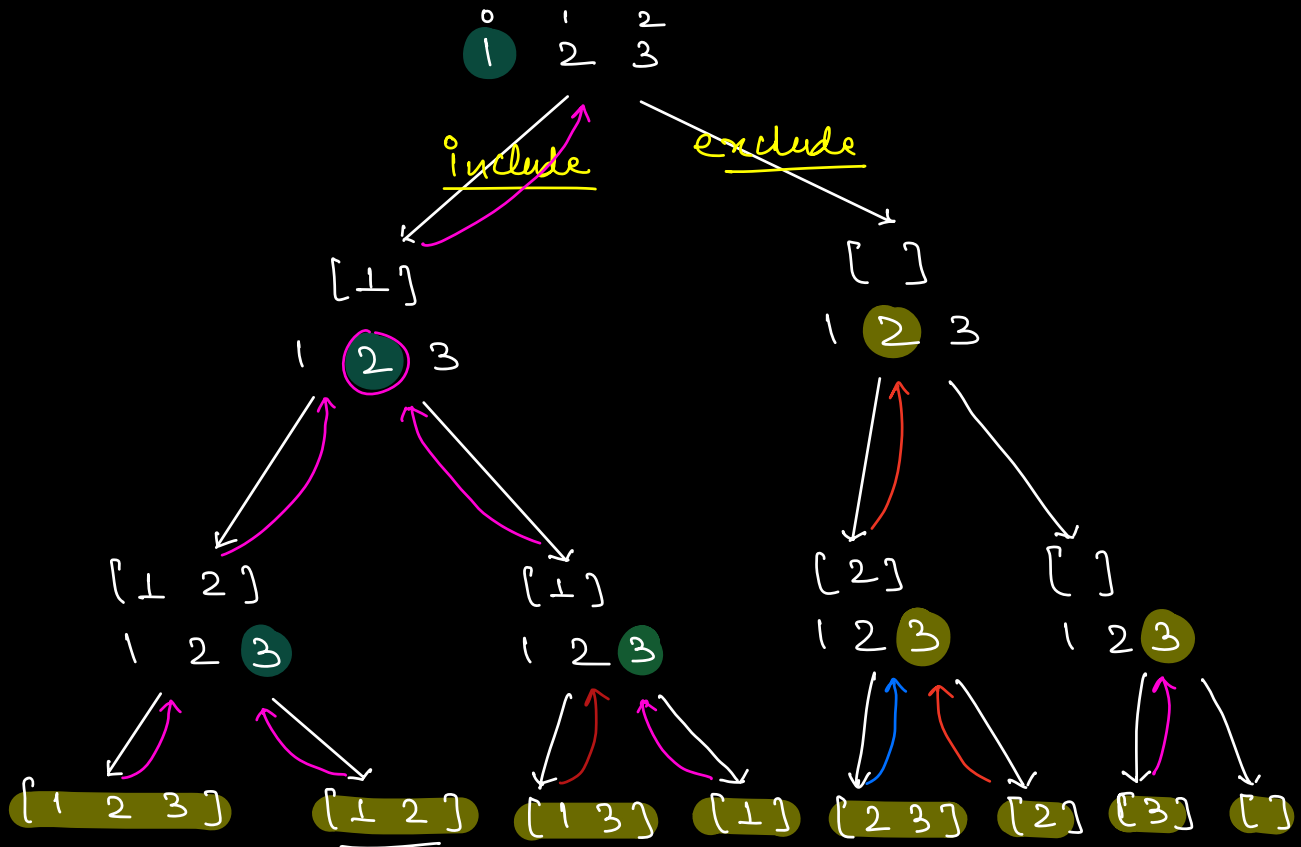 0 1 2
1 2 3
include exclude
[1] [ ]
1 2 3 1 2 3
[1 2] [1] [2] [ ]
1 2 3 1 2 3 1 2 3 1 2 3
[1 2 3] [1 2] [1 3] [1] [2 3] [2] [3] [ ]